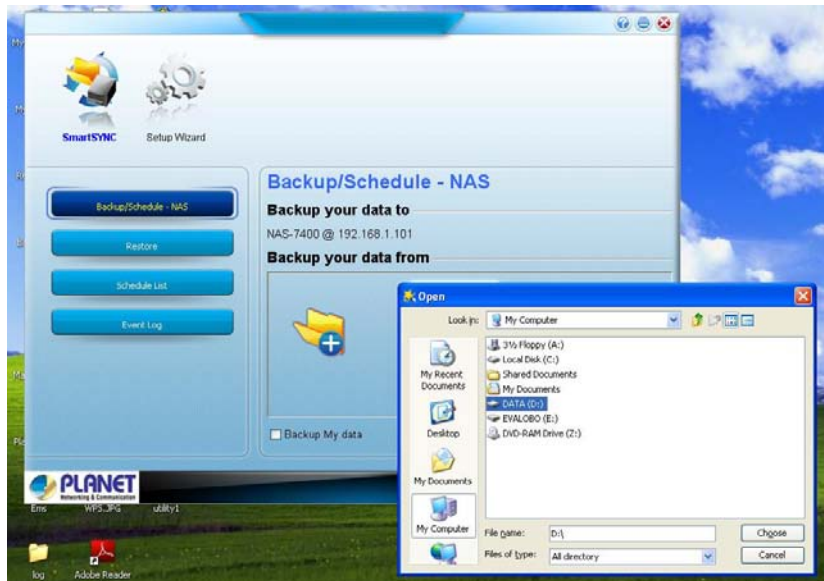 SmartSYNC
Setup Wizard
Backup/Schedule - NAS
Restore
Schedule List
Event Log
Backup/Schedule - NAS
Backup your data to
NAS-7400 @ 192.168.1.101
Backup your data from
Backup My data
PLANET
Networking & Communication
Open
Look in:
My Computer
3½ Floppy (A:)
Local Disk (C:)
Shared Documents
My Documents
DATA (D:)
EVALOBO (E:)
DVD-RAM Drive (Z:)
My Recent
Documents
Desktop
My Documents
My Computer
File name:
D:\
Choose
Files of type:
All directory
Cancel
Ems
WPS.JPG
utility1
log
Adobe Reader